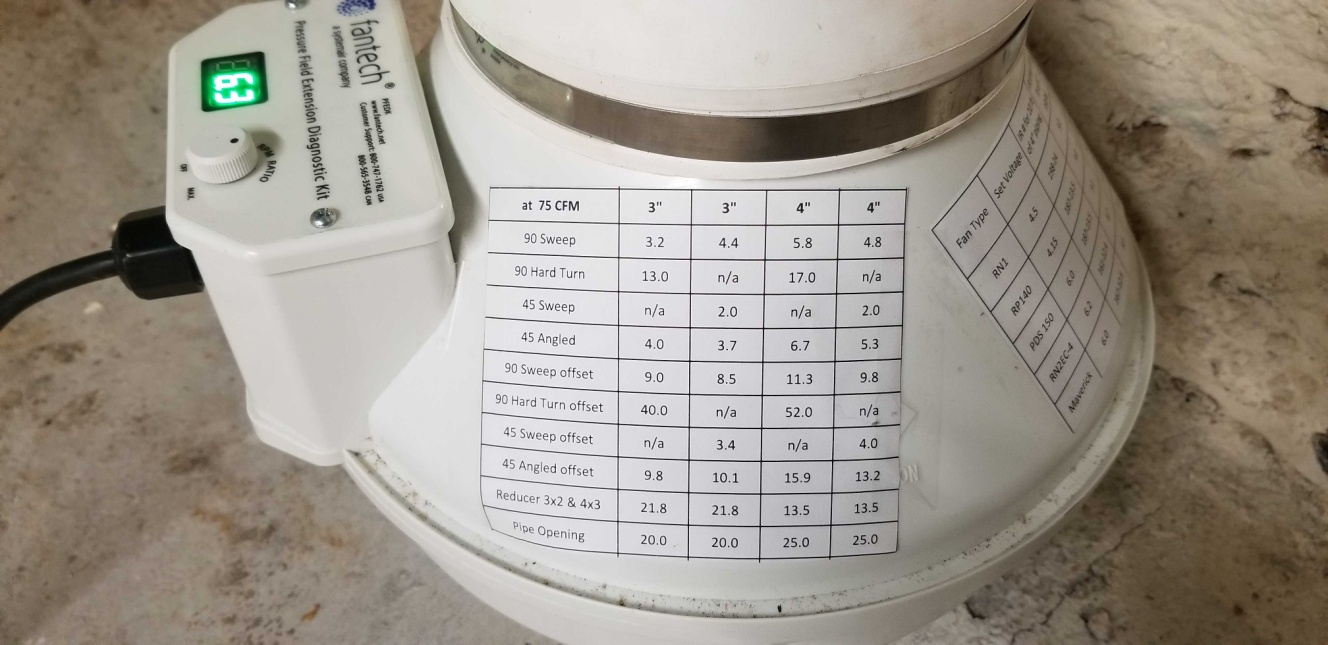 fantech®
a systemair company
Pressure Field Extension Diagnostic Kit
PFEDK
www.fantech.net
Customer Support: 800-747-1762 USA
800-565-3548 CAN
63
RPM RATIO
OFF MAX.
at 75 CFM 3" 3" 4" 4"
90 Sweep 3.2 4.4 5.8 4.8
90 Hard Turn 13.0 n/a 17.0 n/a
45 Sweep n/a 2.0 n/a 2.0
45 Angled 4.0 3.7 6.7 5.3
90 Sweep offset 9.0 8.5 11.3 9.8
90 Hard Turn offset 40.0 n/a 52.0 n/a
45 Sweep offset n/a 3.4 n/a 4.0
45 Angled offset 9.8 10.1 15.9 13.2
Reducer 3x2 & 4x3 21.8 21.8 13.5 13.5
Pipe Opening 20.0 20.0 25.0 25.0
Fan Type Set Voltage
RN1 4.5
RP140 4.15
PDS 150 6.0
RN2EC-4 6.2
Maverick 6.0